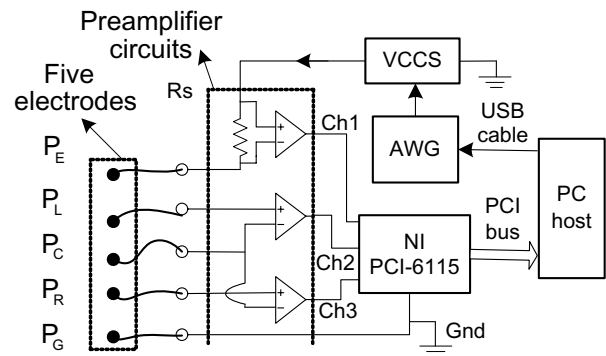 Preamplifier
circuits
Five
electrodes
Rs
VCCS
AWG
USB
cable
PC
host
PCI
bus
NI
PCI-6115
Ch1
Ch2
Ch3
Gnd
+
−
+
−
+
−
P_E
P_L
P_C
P_R
P_G